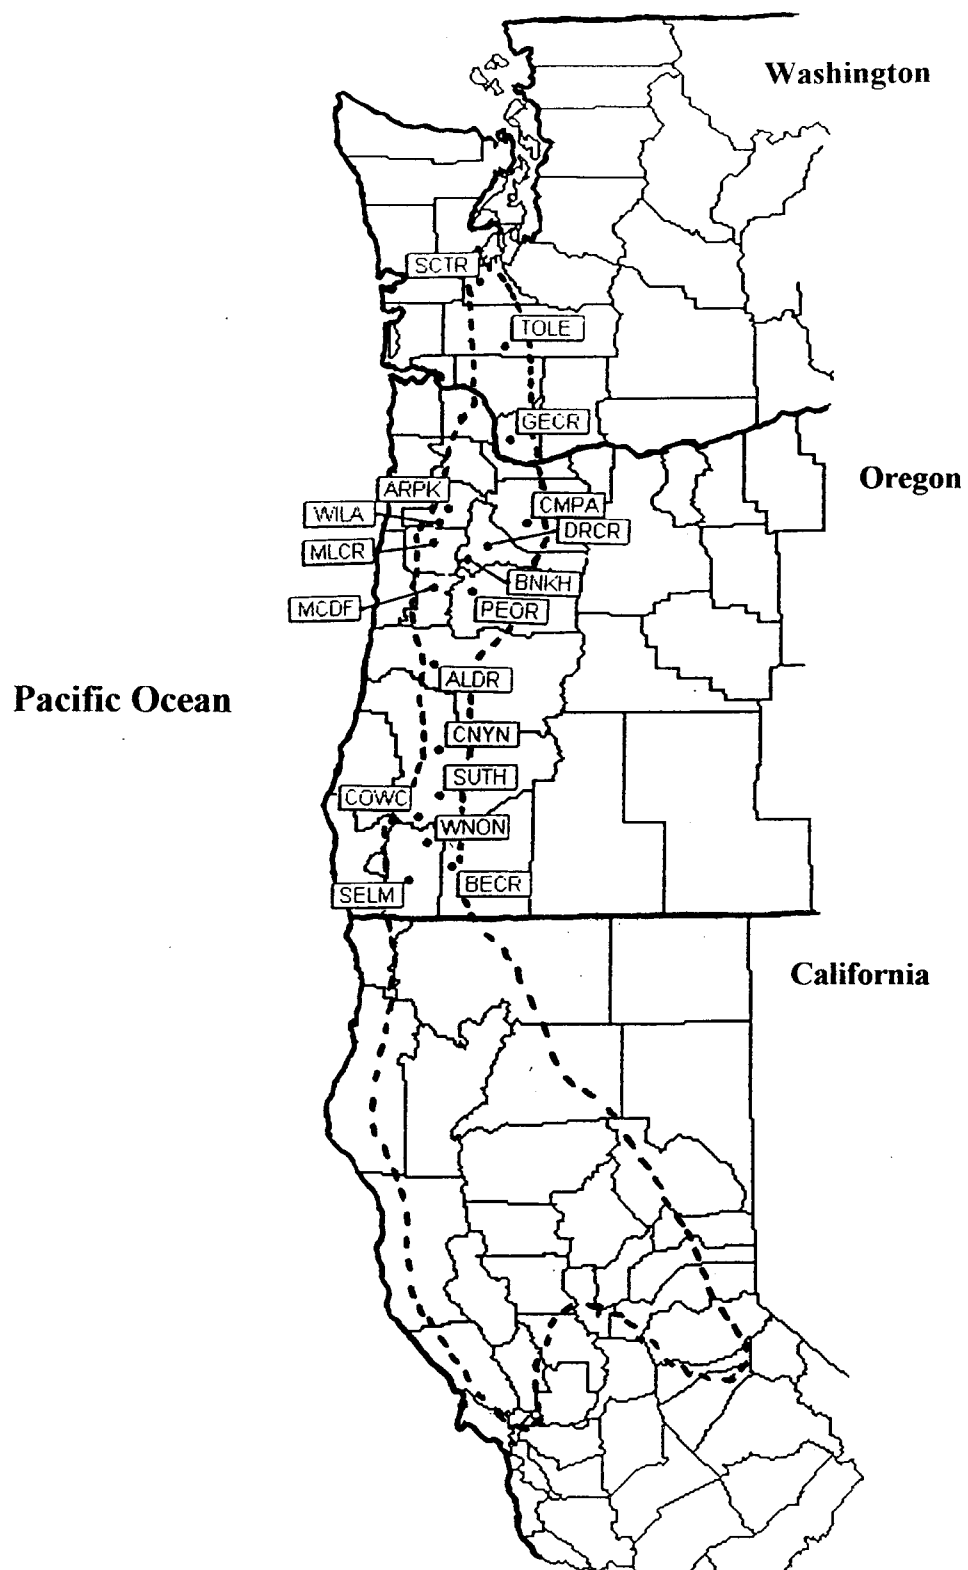 Washington
SCTR
TOLE
GECR
Oregon
ARPK
CMPA
WILA
DRCR
MLCR
BNKH
MCDF
PEOR
ALDR
Pacific Ocean
CNYN
SUTH
COWC
WNON
BECR
SELM
California